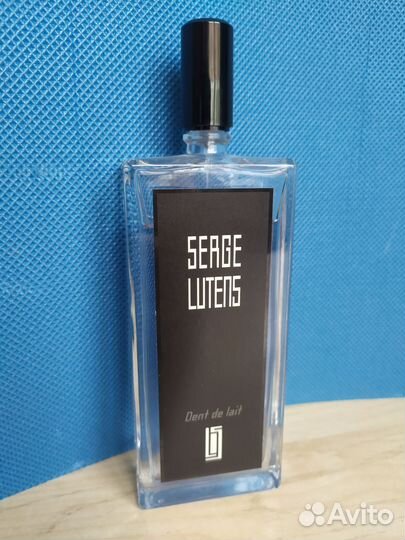 SERGE
LUTENS
Dent de lait
Avito